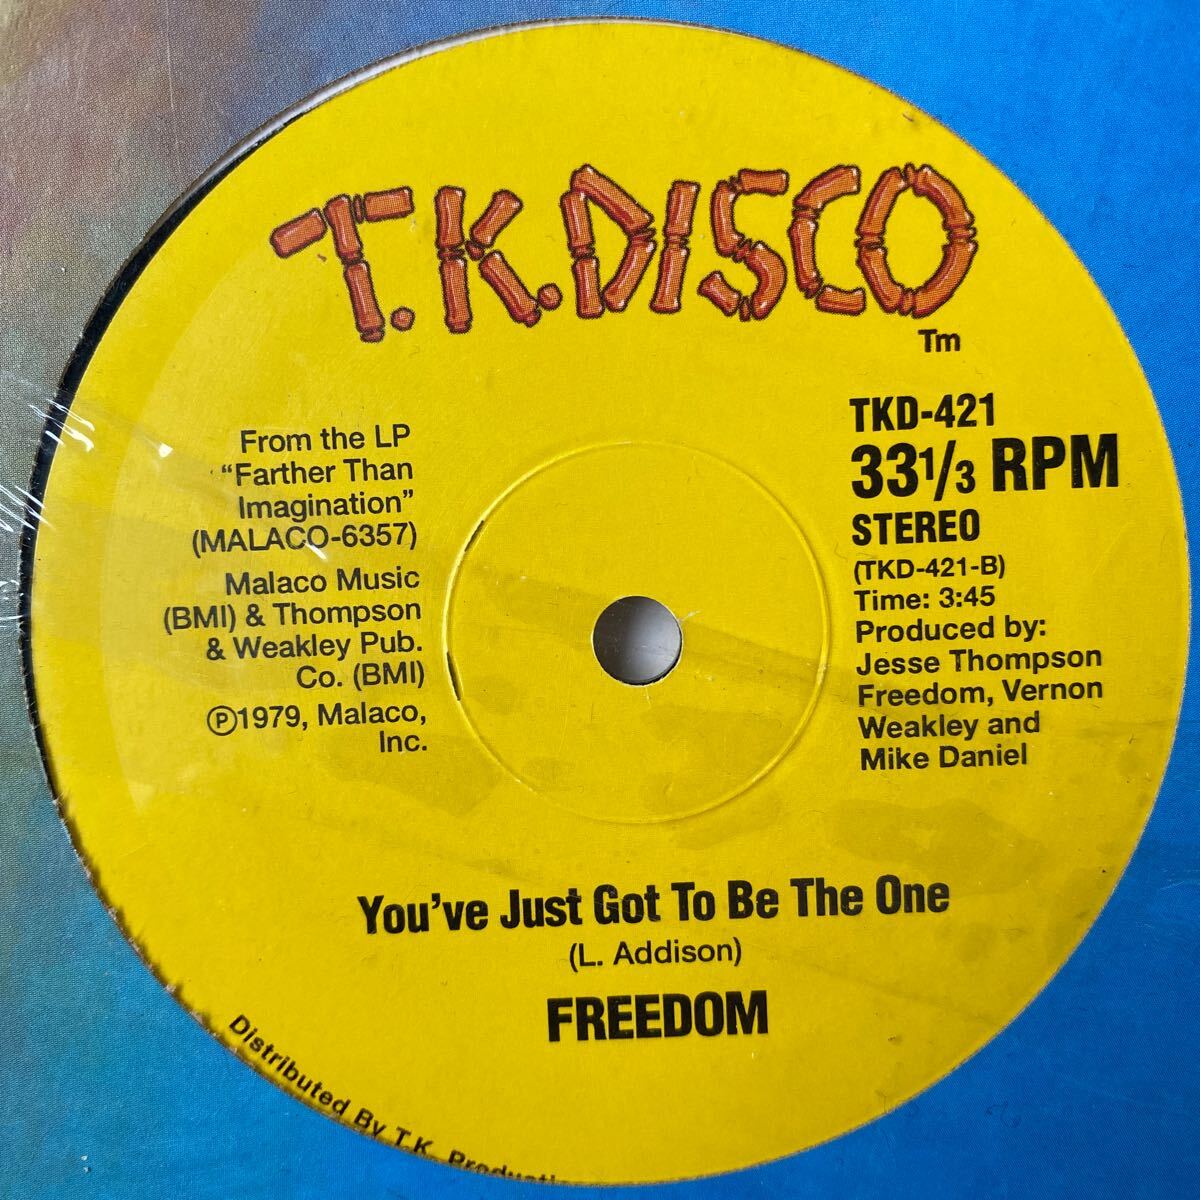 T.K.DISCO
Tm
From the LP
“Farther Than
Imagination”
(MALACO-6357)
Malaco Music
(BMI) & Thompson
& Weakley Pub.
Co. (BMI)
Ⓟ1979, Malaco,
Inc.
TKD-421
33 1/3 RPM
STEREO
(TKD-421-B)
Time: 3:45
Produced by:
Jesse Thompson
Freedom, Vernon
Weakley and
Mike Daniel
You’ve Just Got To Be The One
(L. Addison)
FREEDOM
Distributed By T.K.